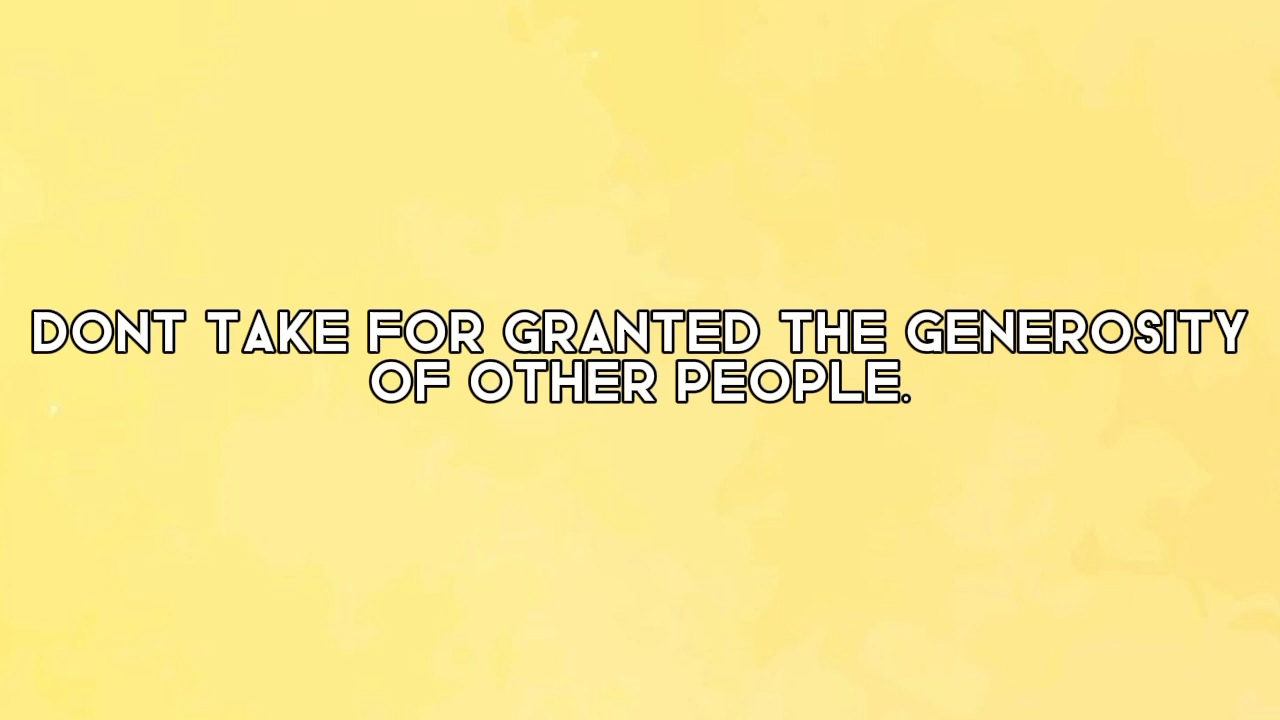 DONT TAKE FOR GRANTED THE GENEROSITY
OF OTHER PEOPLE.